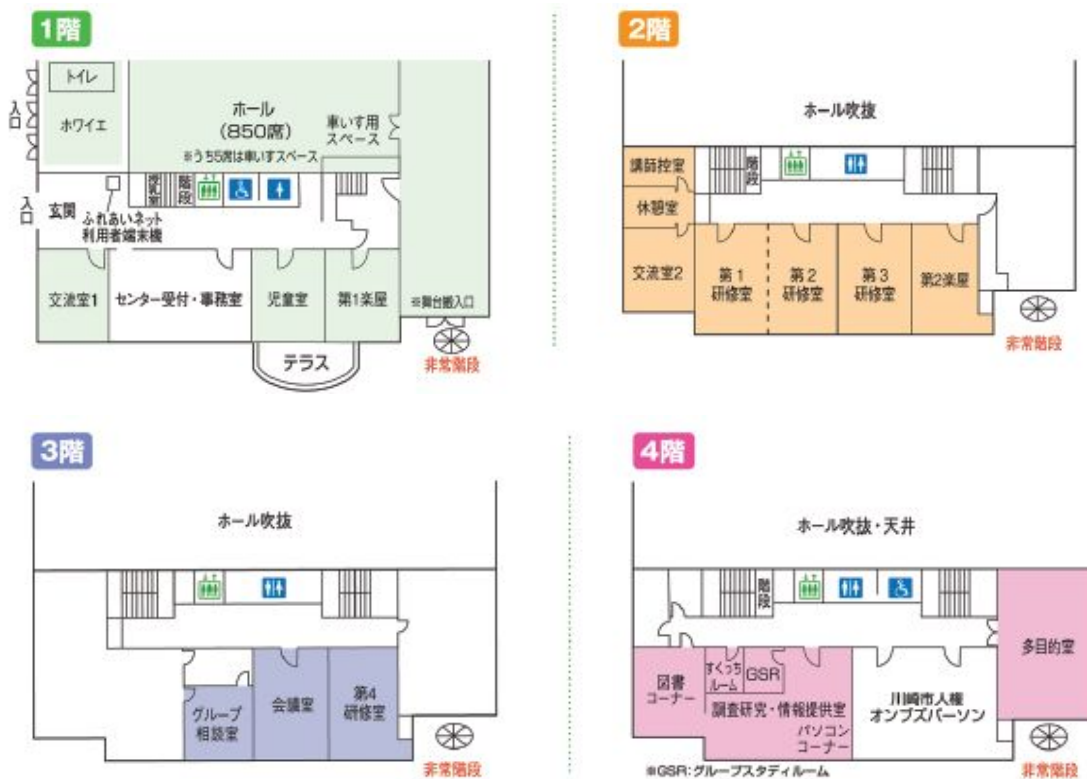 1階
トイレ
ホワイエ
入口
ホール
(850席)
※うち5席は車いすスペース
車いす用
スペース
入口
玄関
ふれあいネット
利用者端末機
授乳室
階段
交流室1
センター受付・事務室
児童室
第1楽屋
※舞台搬入口
テラス
非常階段
2階
ホール吹抜
講師控室
階段
休憩室
交流室2
第1
研修室
第2
研修室
第3
研修室
第2楽屋
非常階段
3階
ホール吹抜
グループ
相談室
会議室
第4
研修室
非常階段
4階
ホール吹抜・天井
階段
多目的室
図書
コーナー
すくっち
ルーム
GSR
調査研究・情報提供室
パソコン
コーナー
川崎市人権
オンブズパーソン
※GSR:グループスタディルーム
非常階段